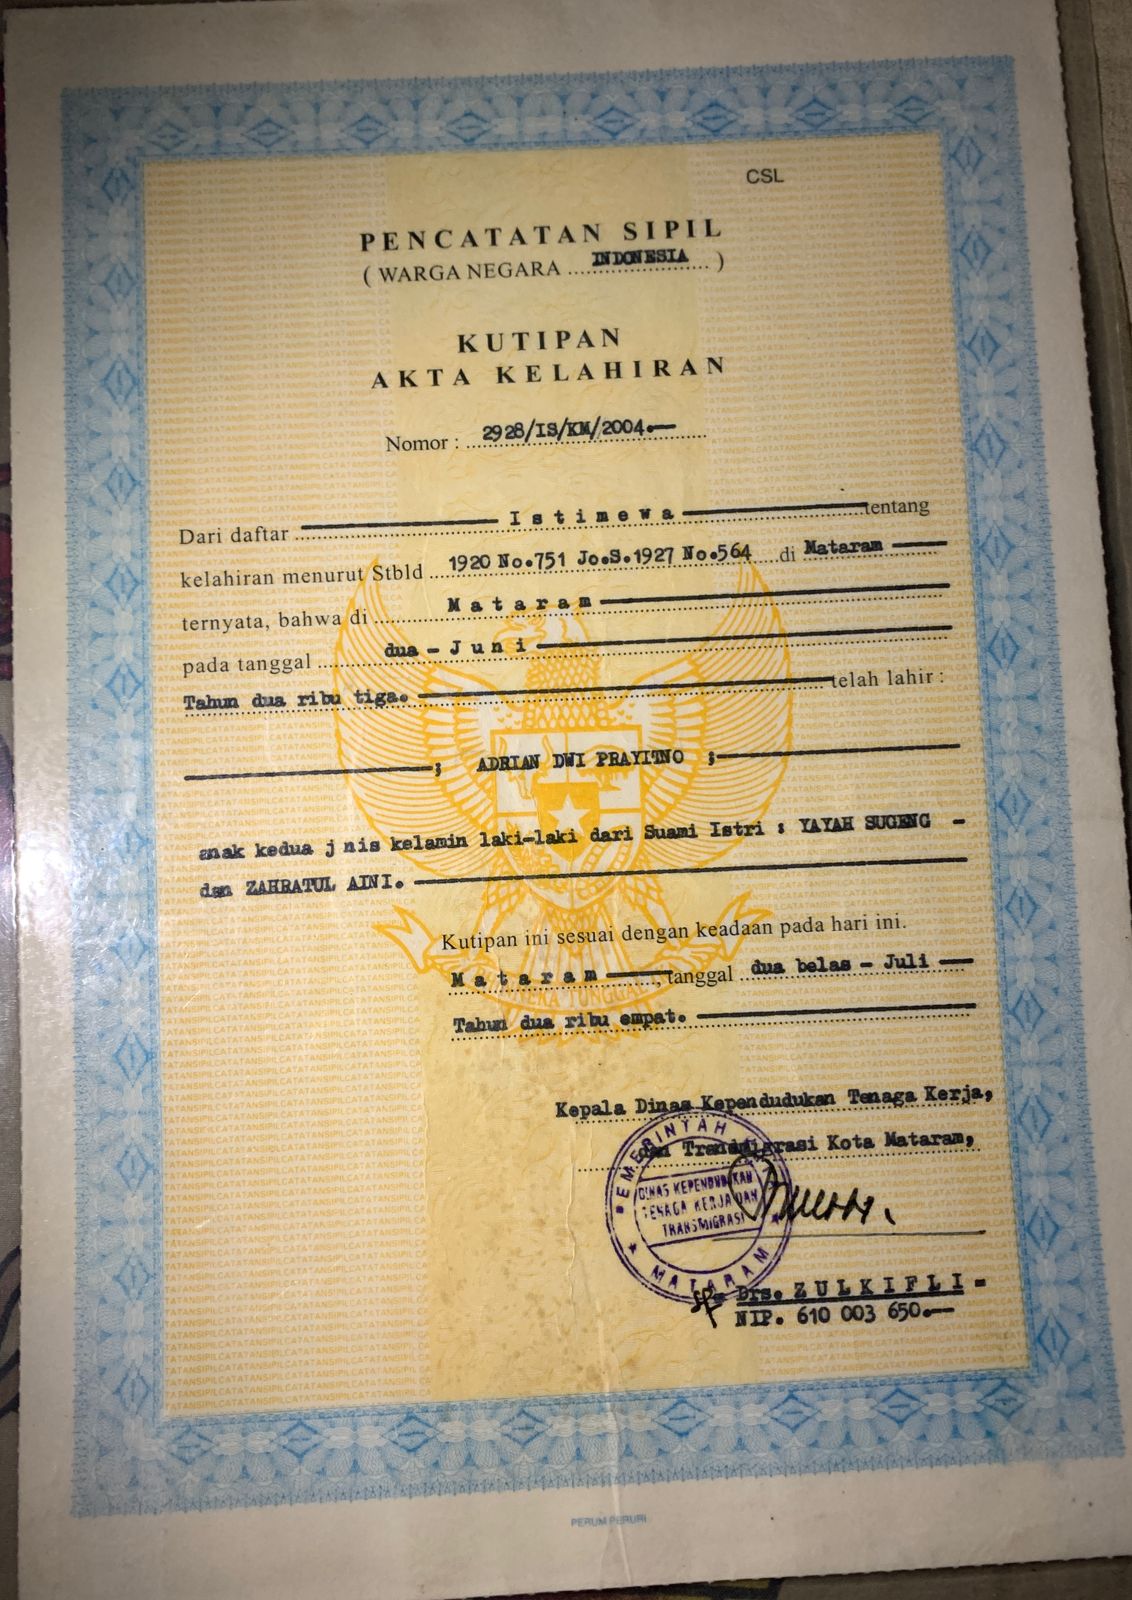 CSL
PENCATATAN SIPIL
( WARGA NEGARA INDONESIA )
KUTIPAN
AKTA KELAHIRAN
Nomor : 2928/IS/KM/2004.—
Dari daftar Istimewa tentang
kelahiran menurut Stbld 1920 No.751 Jo.S.1927 No.564 di Mataram
ternyata, bahwa di Mataram
pada tanggal dua - Juni
Tahun dua ribu tiga. telah lahir :
; ADRIAN DWI PRAYITNO ;
anak kedua j nis kelamin laki-laki dari Suami Istri : YAYAH SUGENG -
dan ZAHRATUL AINI.
Kutipan ini sesuai dengan keadaan pada hari ini.
Mataram, tanggal dua belas - Juli
Tahun dua ribu empat.
Kepala Dinas Kependudukan Tenaga Kerja,
dan Transmigrasi Kota Mataram,
PEMERINTAH
DINAS KEPENDUDUKAN
TENAGA KERJA DAN
TRANSMIGRASI
MATARAM
Drs. ZULKIFLI -
NIP. 610 003 650.—
PERUM PERURI